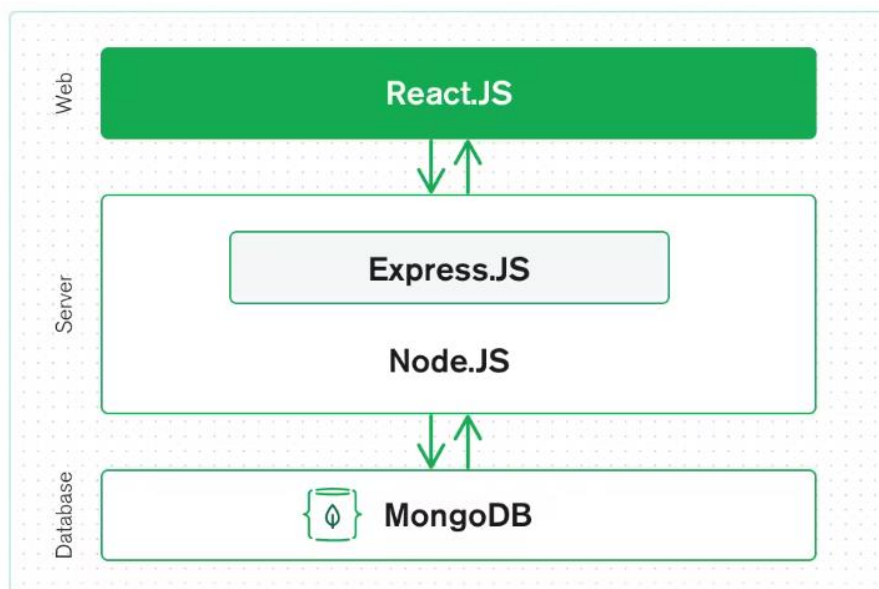 Web
React.JS
Server
Express.JS
Node.JS
Database
MongoDB